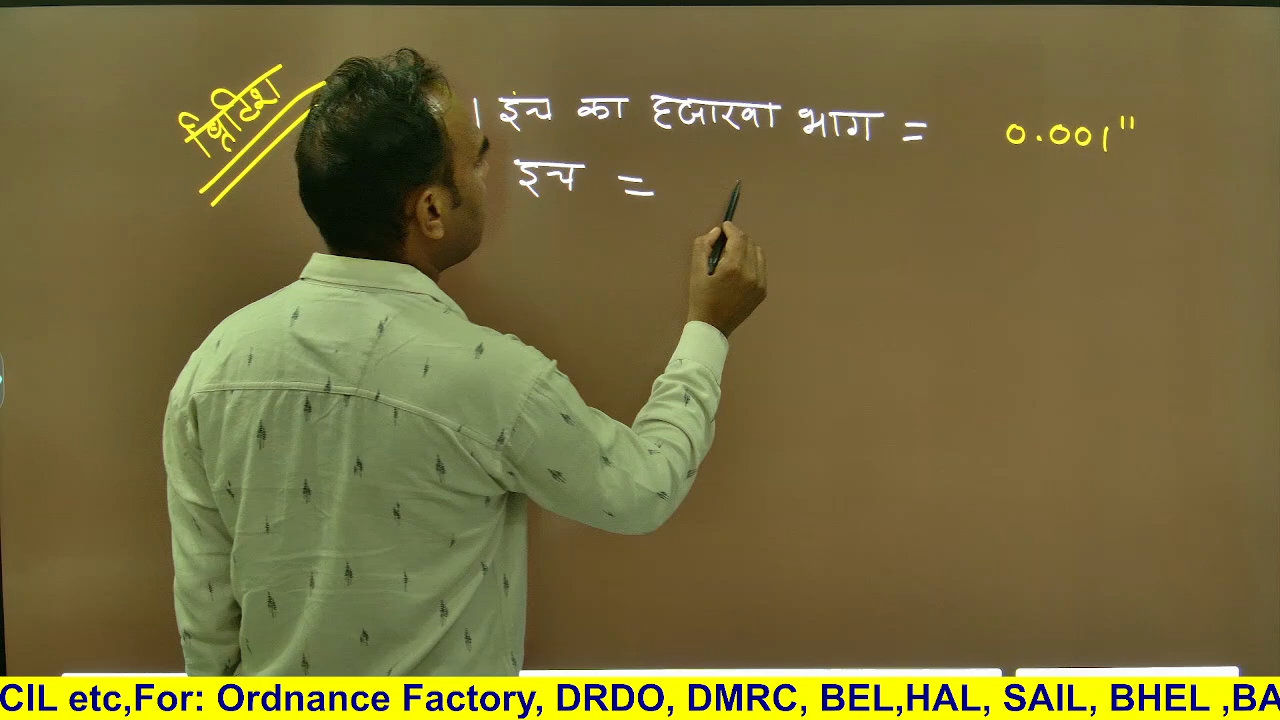 ब्रिटिश
1 इंच का हजारवा भाग = 0.001"
इंच =
CIL etc,For: Ordnance Factory, DRDO, DMRC, BEL,HAL, SAIL, BHEL ,BA